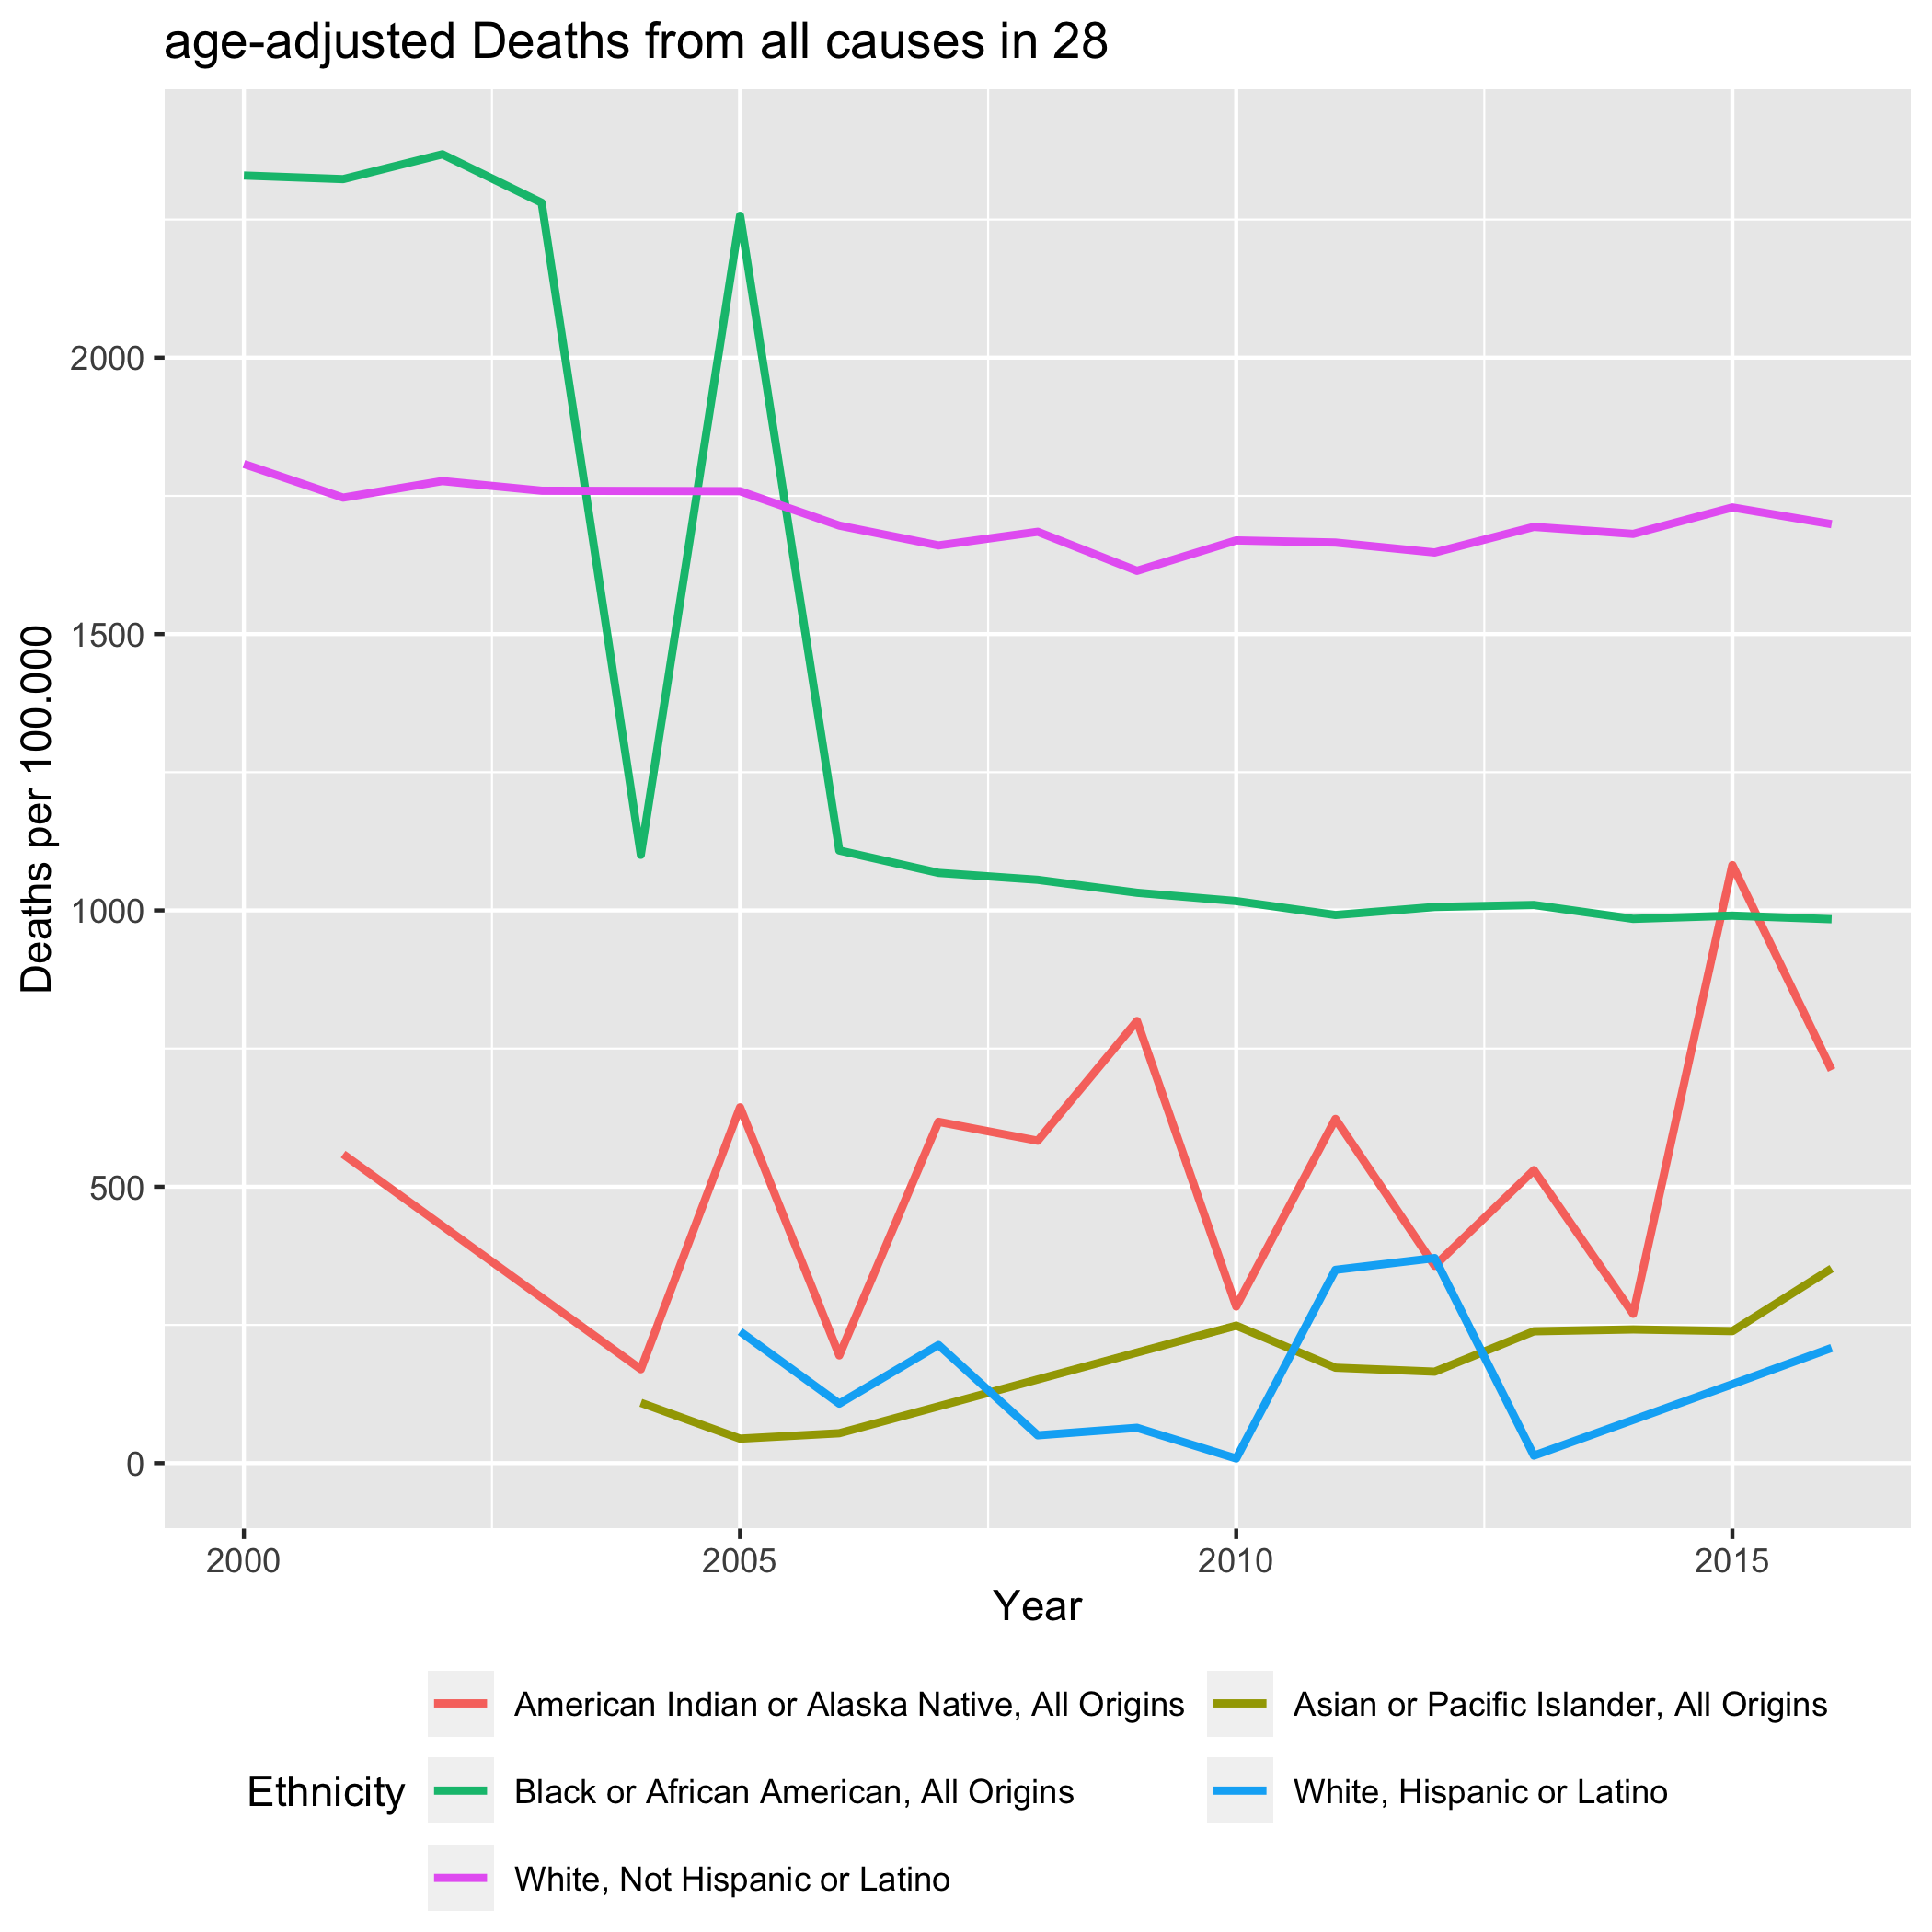 age-adjusted Deaths from all causes in 28
Deaths per 100.000
2000
1500
1000
500
0
2000 2005 2010 2015
Year
Ethnicity
American Indian or Alaska Native, All Origins
Asian or Pacific Islander, All Origins
Black or African American, All Origins
White, Hispanic or Latino
White, Not Hispanic or Latino